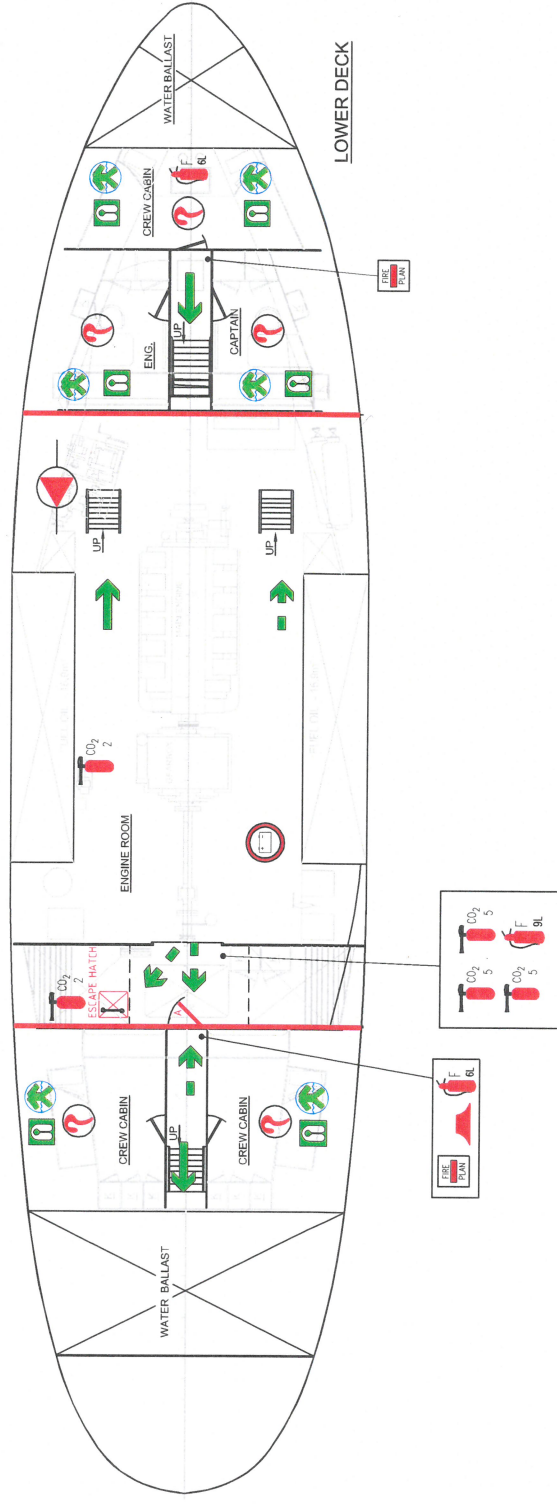 LOWER DECK
WATER BALLAST
CREW CABIN
F
6L
ENG.
UP
CAPTAIN
FIRE
PLAN
UP
UP
CO2
2
ENGINE ROOM
CO2
2
ESCAPE HATCH
A
CO2
5
CO2
5
CO2
5
F
9L
CREW CABIN
UP
CREW CABIN
FIRE
PLAN
F
6L
WATER BALLAST